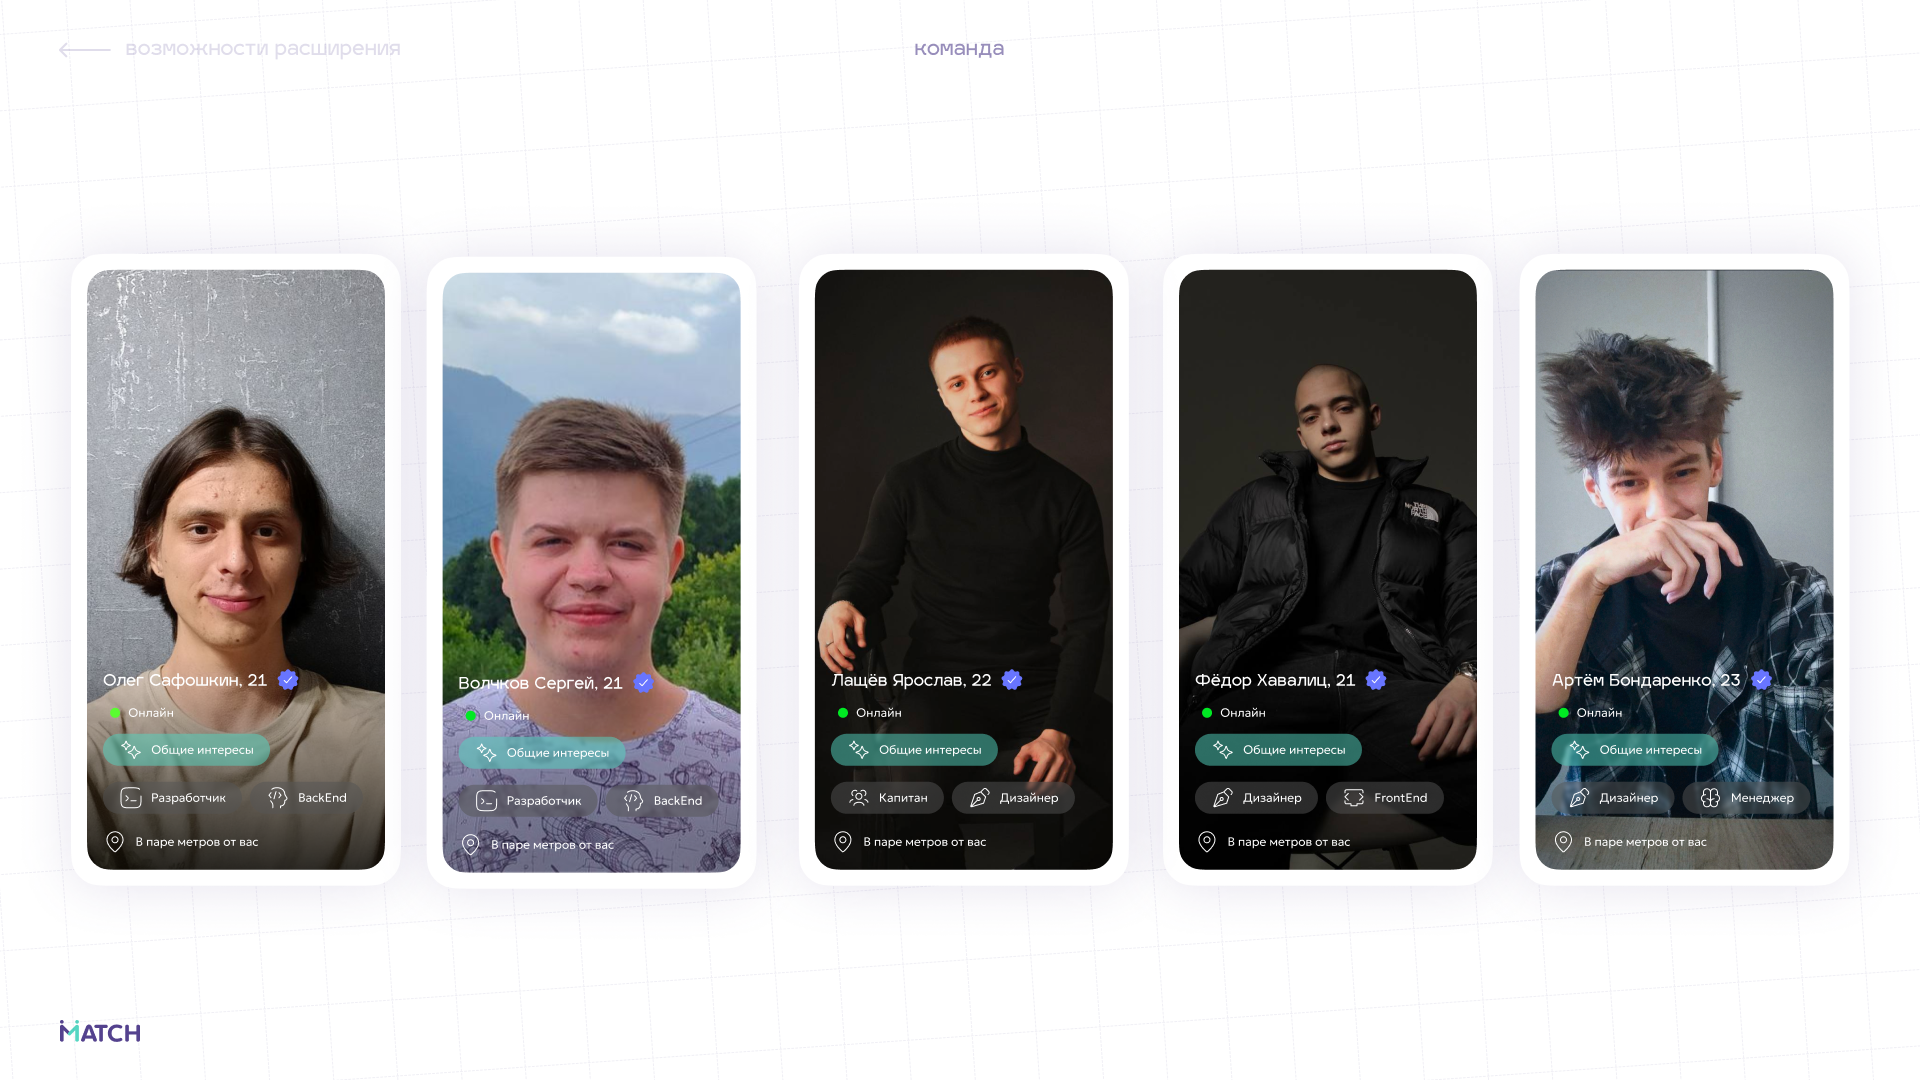 возможности расширения
команда
Олег Сафошкин, 21
Онлайн
Общие интересы
Разработчик
BackEnd
В паре метров от вас
Волчков Сергей, 21
Онлайн
Общие интересы
Разработчик
BackEnd
В паре метров от вас
Лащёв Ярослав, 22
Онлайн
Общие интересы
Капитан
Дизайнер
В паре метров от вас
THE
NORTH
FACE
Фёдор Хавалиц, 21
Онлайн
Общие интересы
Дизайнер
FrontEnd
В паре метров от вас
Артём Бондаренко, 23
Онлайн
Общие интересы
Дизайнер
Менеджер
В паре метров от вас
MATCH